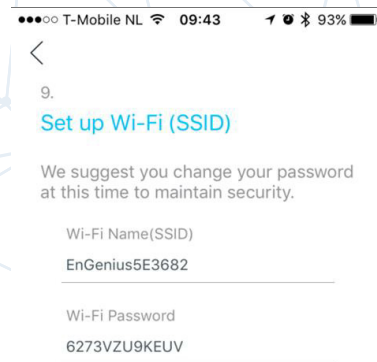 T-Mobile NL 09:43 93%
9.
Set up Wi-Fi (SSID)
We suggest you change your password
at this time to maintain security.
Wi-Fi Name(SSID)
EnGenius5E3682
Wi-Fi Password
6273VZU9KEUV